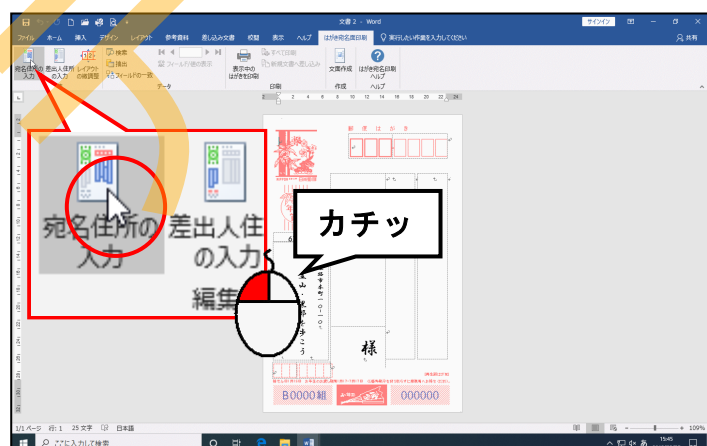 文書 2 - Word
サインイン
ファイル ホーム 挿入 デザイン レイアウト 参考資料 差し込み文書 校閲 表示 ヘルプ はがき宛名面印刷 実行したい作業を入力してください
共有
宛名住所の入力
差出人住所の入力
レイアウトの微調整
検索
抽出
フィールドの一致
データ
表示中のはがきを印刷
すべて印刷
新規文書へ差し込み
印刷
文面作成
作成
はがき宛名印刷ヘルプ
ヘルプ
郵便はがき
宛名住所の
入力
差出人住
の入力
編集
カチッ
様
B0000組
000000
1/1 ページ 行: 1 25 文字 日本語
109%
ここに入力して検索
15:45